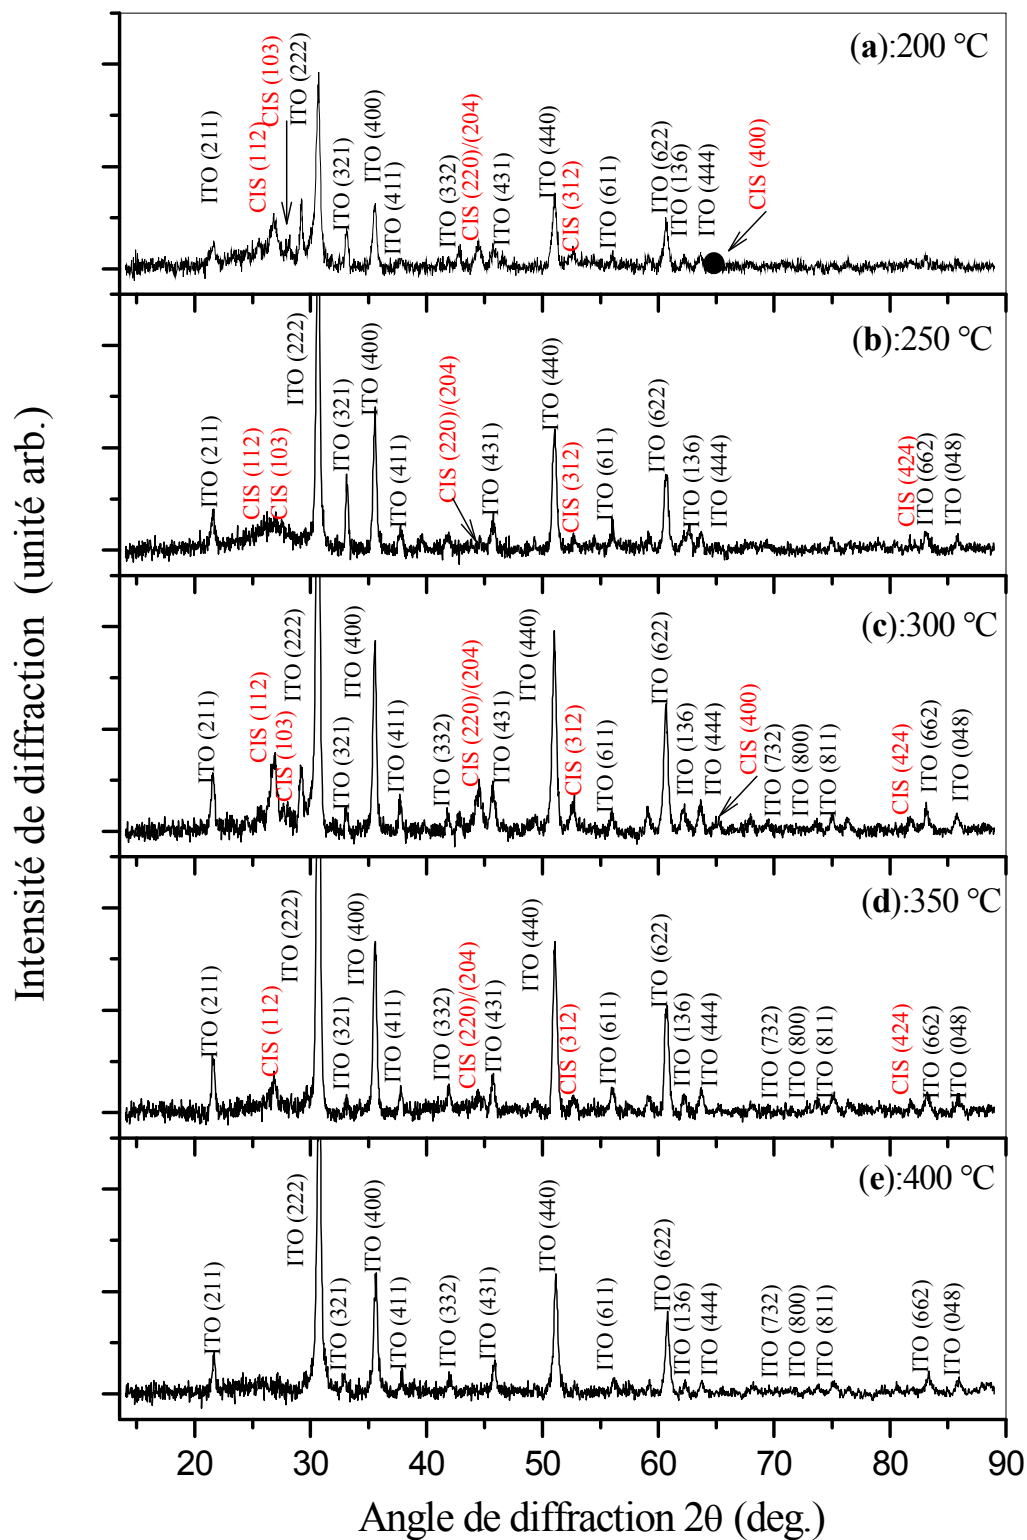 Intensité de diffraction (unité arb.)
(a):200 °C
ITO (211)
CIS (112)
CIS (103)
ITO (222)
ITO (321)
ITO (400)
ITO (411)
ITO (332)
CIS (220)/(204)
ITO (431)
ITO (440)
CIS (312)
ITO (611)
ITO (622)
ITO (136)
ITO (444)
CIS (400)
(b):250 °C
ITO (211)
CIS (112)
CIS (103)
ITO (222)
ITO (321)
ITO (400)
ITO (411)
CIS (220)/(204)
ITO (431)
ITO (440)
CIS (312)
ITO (611)
ITO (622)
ITO (136)
ITO (444)
CIS (424)
ITO (662)
ITO (048)
(c):300 °C
ITO (211)
CIS (112)
CIS (103)
ITO (222)
ITO (321)
ITO (400)
ITO (411)
ITO (332)
CIS (220)/(204)
ITO (431)
ITO (440)
CIS (312)
ITO (611)
ITO (622)
ITO (136)
ITO (444)
CIS (400)
ITO (732)
ITO (800)
ITO (811)
CIS (424)
ITO (662)
ITO (048)
(d):350 °C
ITO (211)
CIS (112)
ITO (222)
ITO (321)
ITO (400)
ITO (411)
ITO (332)
CIS (220)/(204)
ITO (431)
ITO (440)
CIS (312)
ITO (611)
ITO (622)
ITO (136)
ITO (444)
ITO (732)
ITO (800)
ITO (811)
CIS (424)
ITO (662)
ITO (048)
(e):400 °C
ITO (211)
ITO (222)
ITO (321)
ITO (400)
ITO (411)
ITO (332)
ITO (431)
ITO (440)
ITO (611)
ITO (622)
ITO (136)
ITO (444)
ITO (732)
ITO (800)
ITO (811)
ITO (662)
ITO (048)
20 30 40 50 60 70 80 90
Angle de diffraction 2θ (deg.)